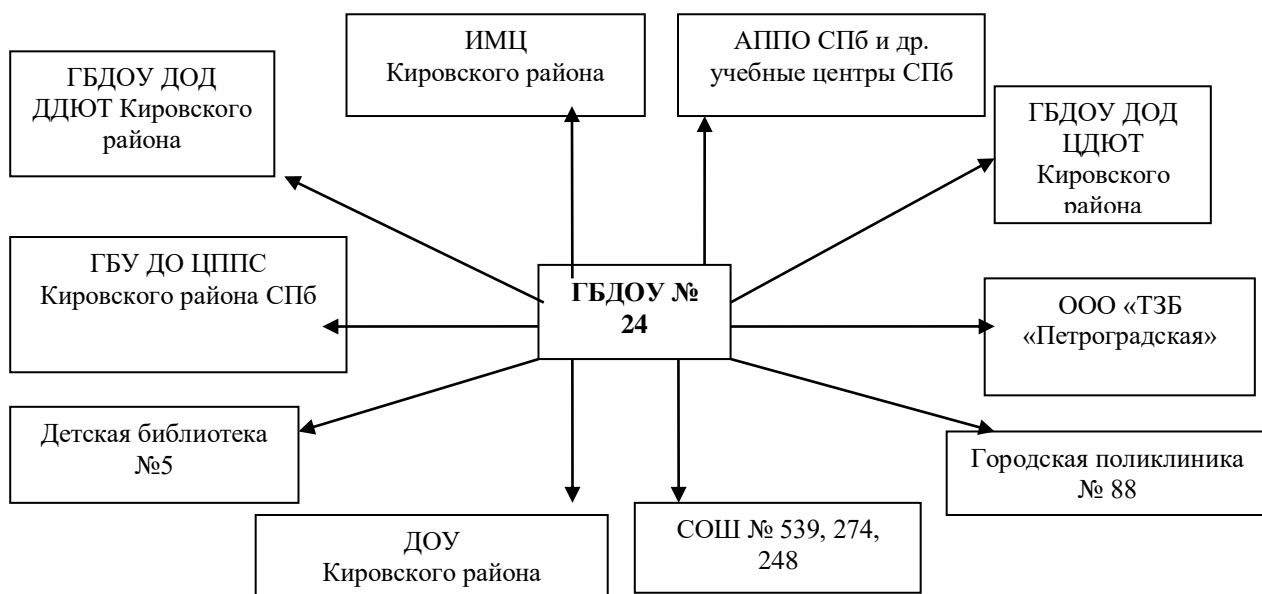 ИМЦ
Кировского района
АППО СПб и др.
учебные центры СПб
ГБДОУ ДОД
ДДЮТ Кировского
района
ГБДОУ ДОД
ЦДЮТ
Кировского
района
ГБУ ДО ЦППС
Кировского района СПб
ГБДОУ №
24
ООО «ТЗБ
«Петроградская»
Детская библиотека
№5
Городская поликлиника
№ 88
ДОУ
Кировского района
СОШ № 539, 274,
248